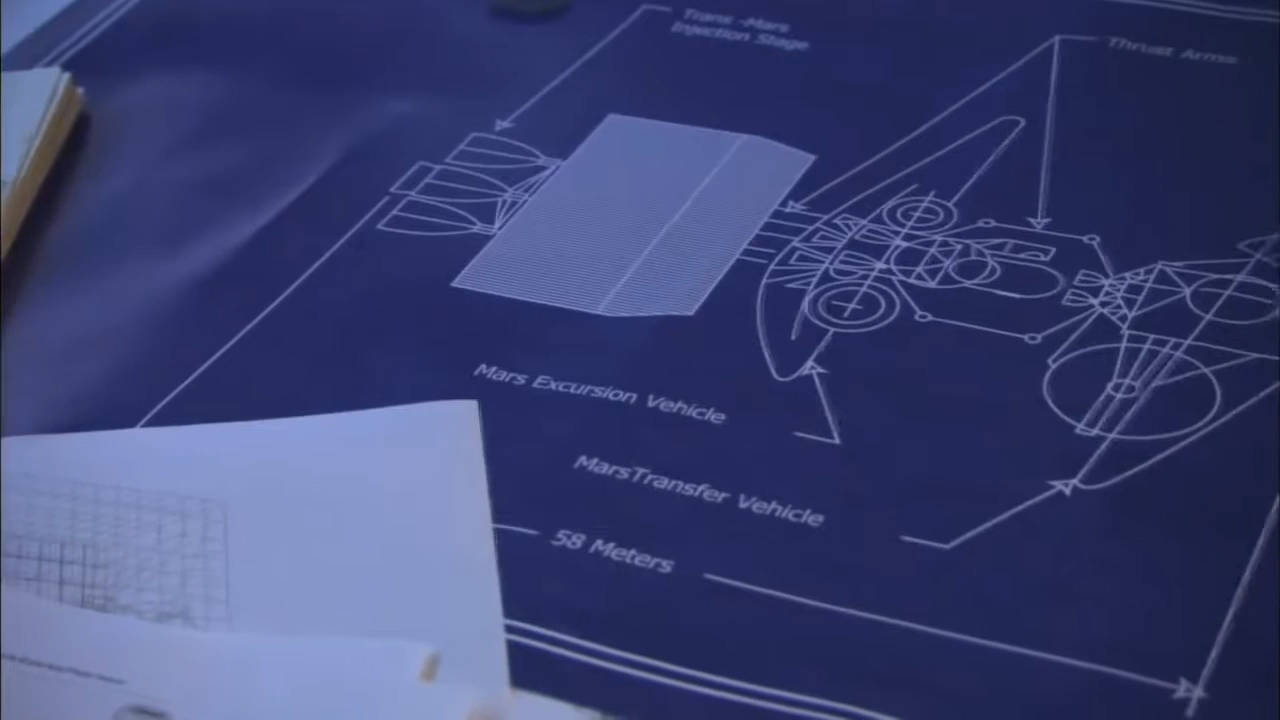 Trans-Mars
Injection Stage
Thrust Arms
Mars Excursion Vehicle
MarsTransfer Vehicle
58 Meters